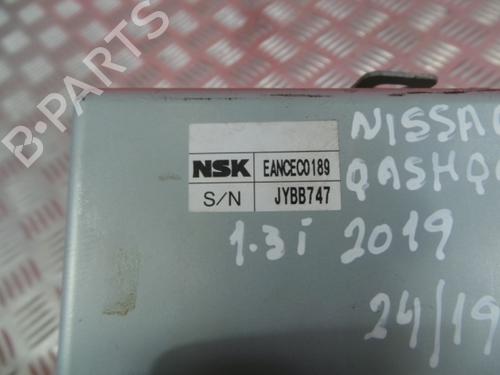 B-PARTS
NISSA
NSK EANCEC0189
QASHQ
S/N JYBB747
1.3i 2019
24/19